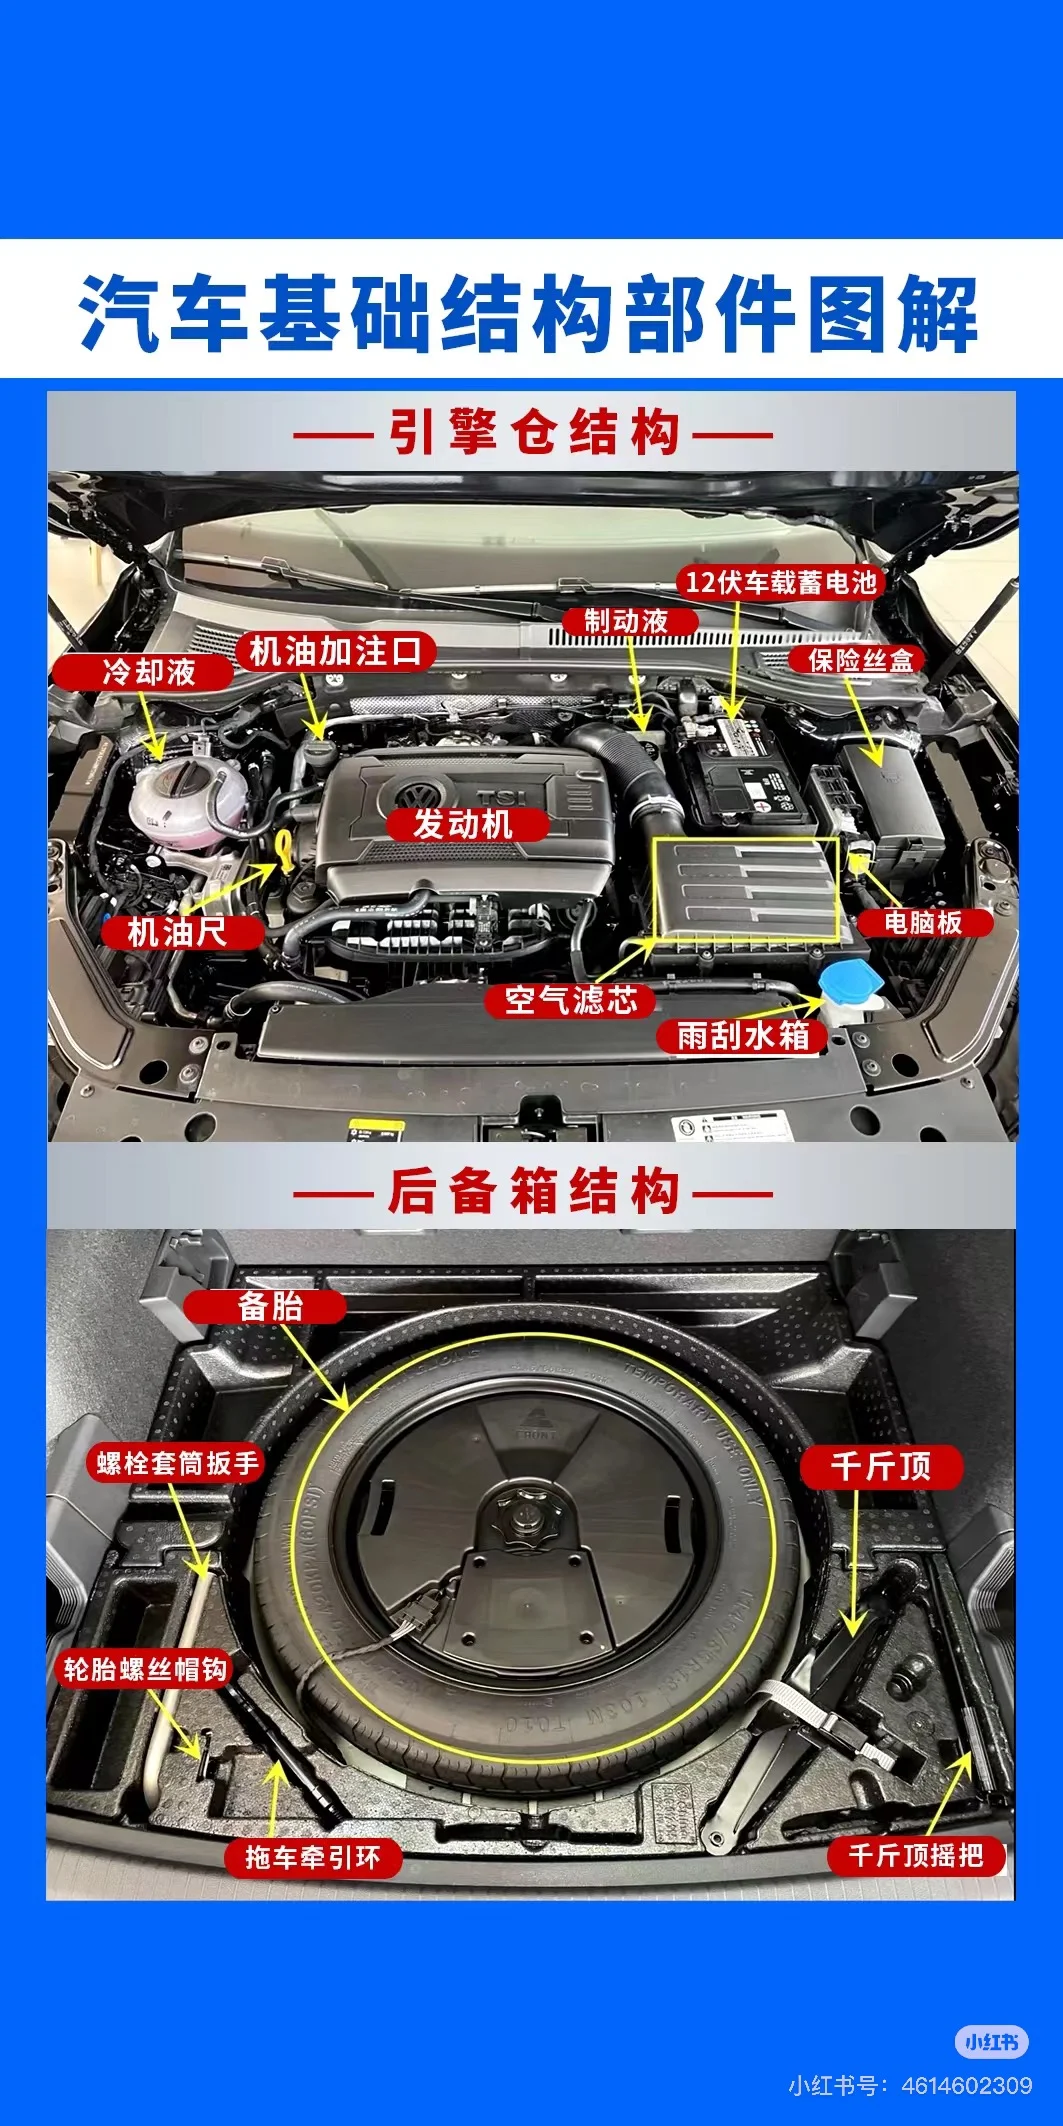 汽车基础结构部件图解
引擎仓结构
12伏车载蓄电池
制动液
机油加注口
保险丝盒
冷却液
TSI
发动机
电脑板
机油尺
空气滤芯
雨刮水箱
后备箱结构
备胎
TEMPORARY USE ONLY
FRONT
螺栓套筒扳手
千斤顶
轮胎螺丝帽钩
拖车牵引环
千斤顶摇把
小红书
小红书号：4614602309